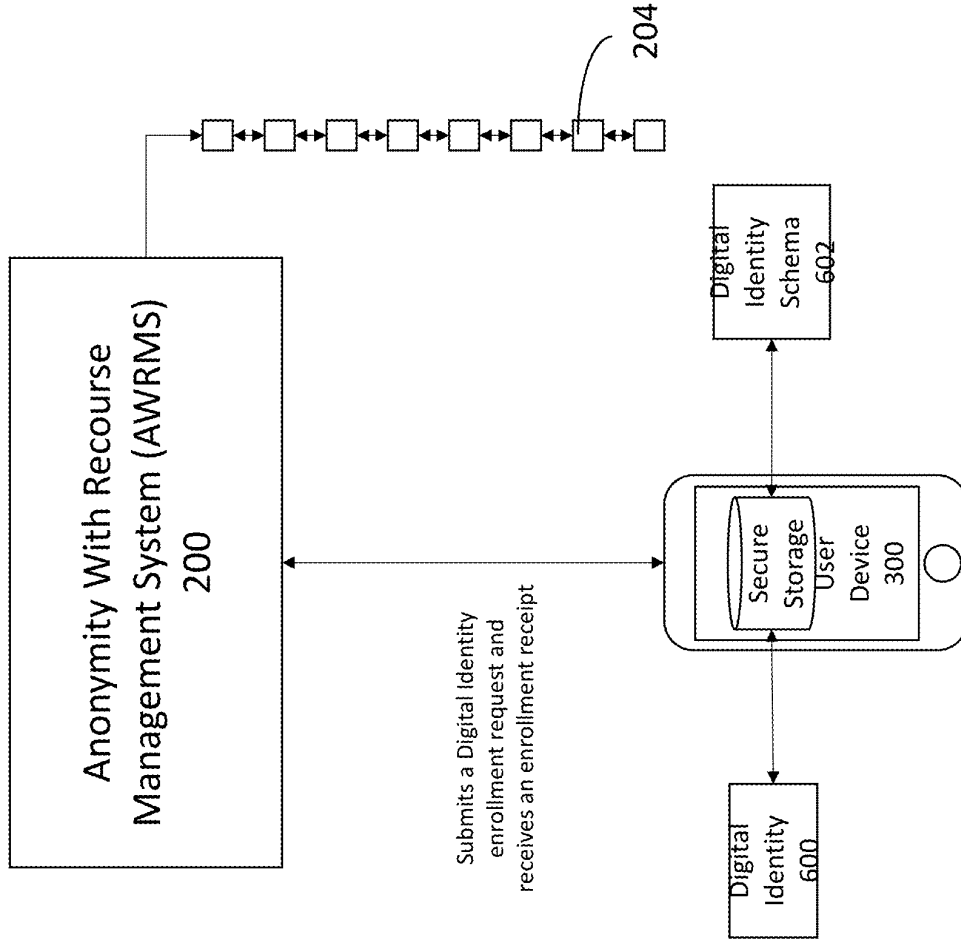 Anonymity With Recourse
Management System (AWRMS)
200
204
Submits a Digital Identity
enrollment request and
receives an enrollment receipt
Digital
Identity
600
Secure
Storage
User
Device
300
Digital
Identity
Schema
602